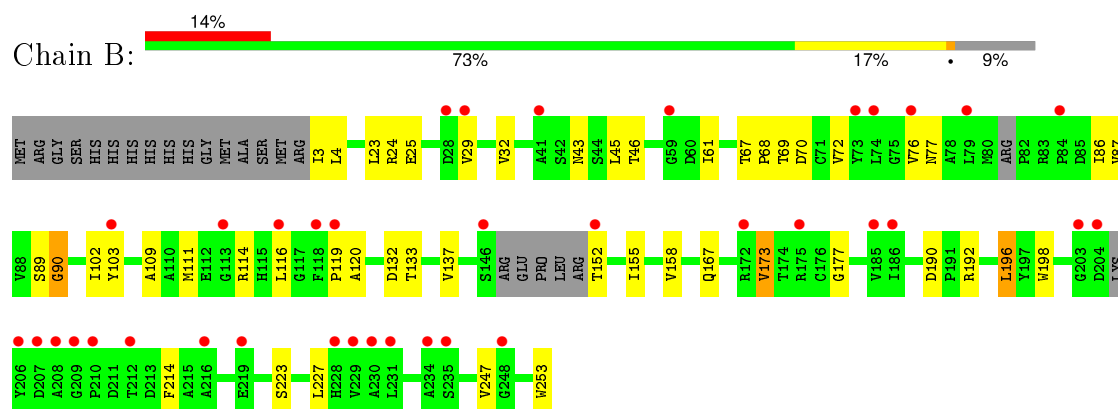 14%
Chain B:
73% 17% • 9%
MET ARG GLY SER HIS HIS HIS HIS HIS HIS GLY MET ALA SER MET ARG I3 L4 L23 R24 E25 D28 V29 V32 A41 S42 N43 S44 L45 T46 G59 D60 I61 T67 P68 T69 D70 C71 V72 Y73 L74 G75 V76 N77 A78 L79 M80 ARG P82 R83 P84 D85 I86 V87
V88 S89 G90 I102 Y103 A109 A110 M111 E112 G113 R114 H115 L116 G117 F118 P119 A120 D132 T133 V137 S146 ARG GLU PRO LEU ARG T152 I155 V158 Q167 R172 V173 T174 R175 C176 G177 V185 I186 D190 P191 R192 L196 Y197 W198 G203 D204 LYS
Y206 D207 A208 G209 P210 D211 T212 D213 F214 A215 A216 E219 S223 L227 H228 V229 A230 L231 A234 S235 V247 G248 W253